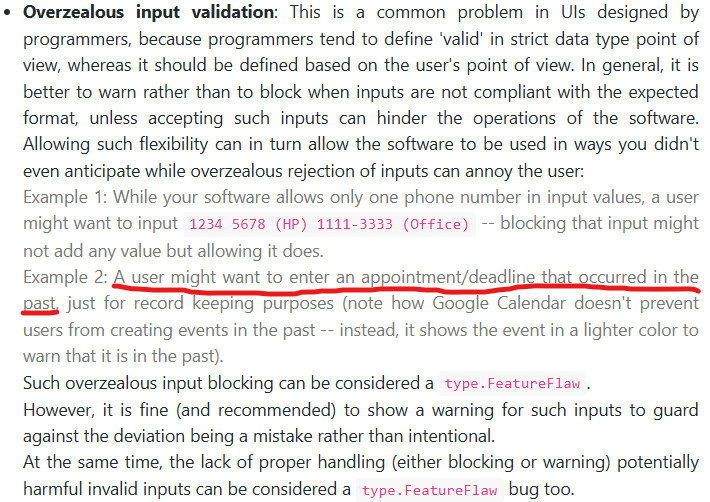 • Overzealous input validation: This is a common problem in UIs designed by
programmers, because programmers tend to define 'valid' in strict data type point of
view, whereas it should be defined based on the user's point of view. In general, it is
better to warn rather than to block when inputs are not compliant with the expected
format, unless accepting such inputs can hinder the operations of the software.
Allowing such flexibility can in turn allow the software to be used in ways you didn't
even anticipate while overzealous rejection of inputs can annoy the user:
Example 1: While your software allows only one phone number in input values, a user
might want to input 1234 5678 (HP) 1111-3333 (Office) -- blocking that input might
not add any value but allowing it does.
Example 2: A user might want to enter an appointment/deadline that occurred in the
past, just for record keeping purposes (note how Google Calendar doesn't prevent
users from creating events in the past -- instead, it shows the event in a lighter color to
warn that it is in the past).
Such overzealous input blocking can be considered a type.FeatureFlaw.
However, it is fine (and recommended) to show a warning for such inputs to guard
against the deviation being a mistake rather than intentional.
At the same time, the lack of proper handling (either blocking or warning) potentially
harmful invalid inputs can be considered a type.FeatureFlaw bug too.